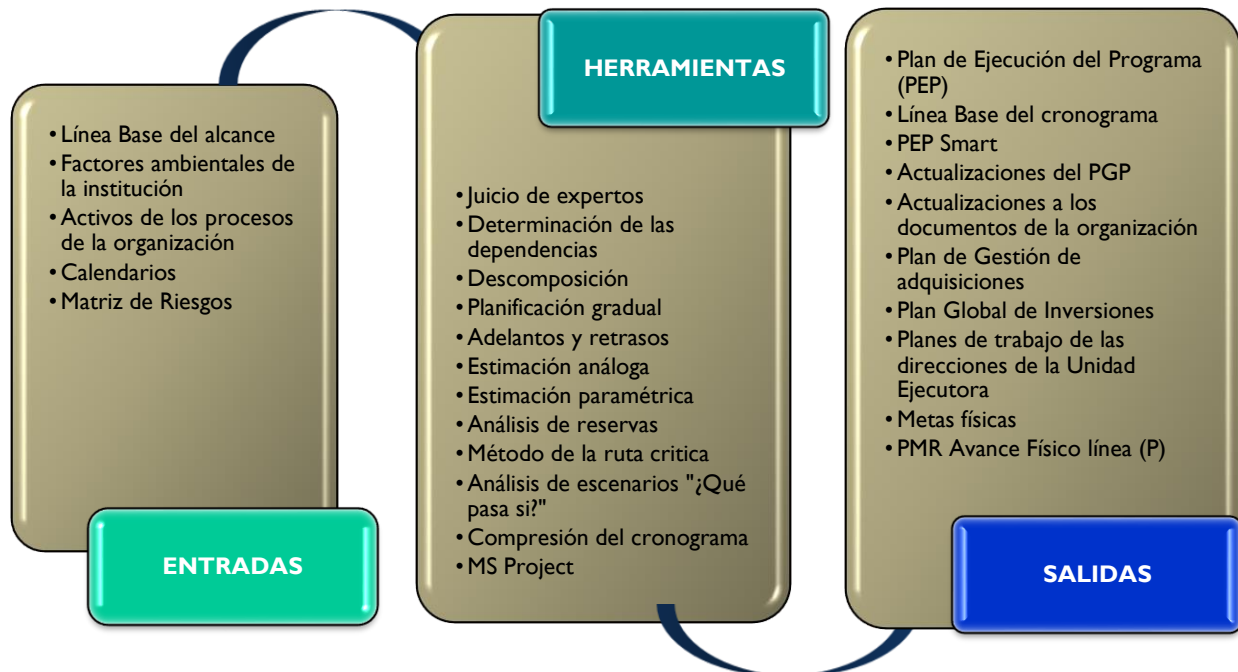 • Línea Base del alcance
• Factores ambientales de
la institución
• Activos de los procesos
de la organización
• Calendarios
• Matriz de Riesgos
ENTRADAS
HERRAMIENTAS
• Juicio de expertos
• Determinación de las
dependencias
• Descomposición
• Planificación gradual
• Adelantos y retrasos
• Estimación análoga
• Estimación paramétrica
• Análisis de reservas
• Método de la ruta critica
• Análisis de escenarios "¿Qué
pasa si?"
• Compresión del cronograma
• MS Project
• Plan de Ejecución del Programa
(PEP)
• Línea Base del cronograma
• PEP Smart
• Actualizaciones del PGP
• Actualizaciones a los
documentos de la organización
• Plan de Gestión de
adquisiciones
• Plan Global de Inversiones
• Planes de trabajo de las
direcciones de la Unidad
Ejecutora
• Metas físicas
• PMR Avance Físico línea (P)
SALIDAS